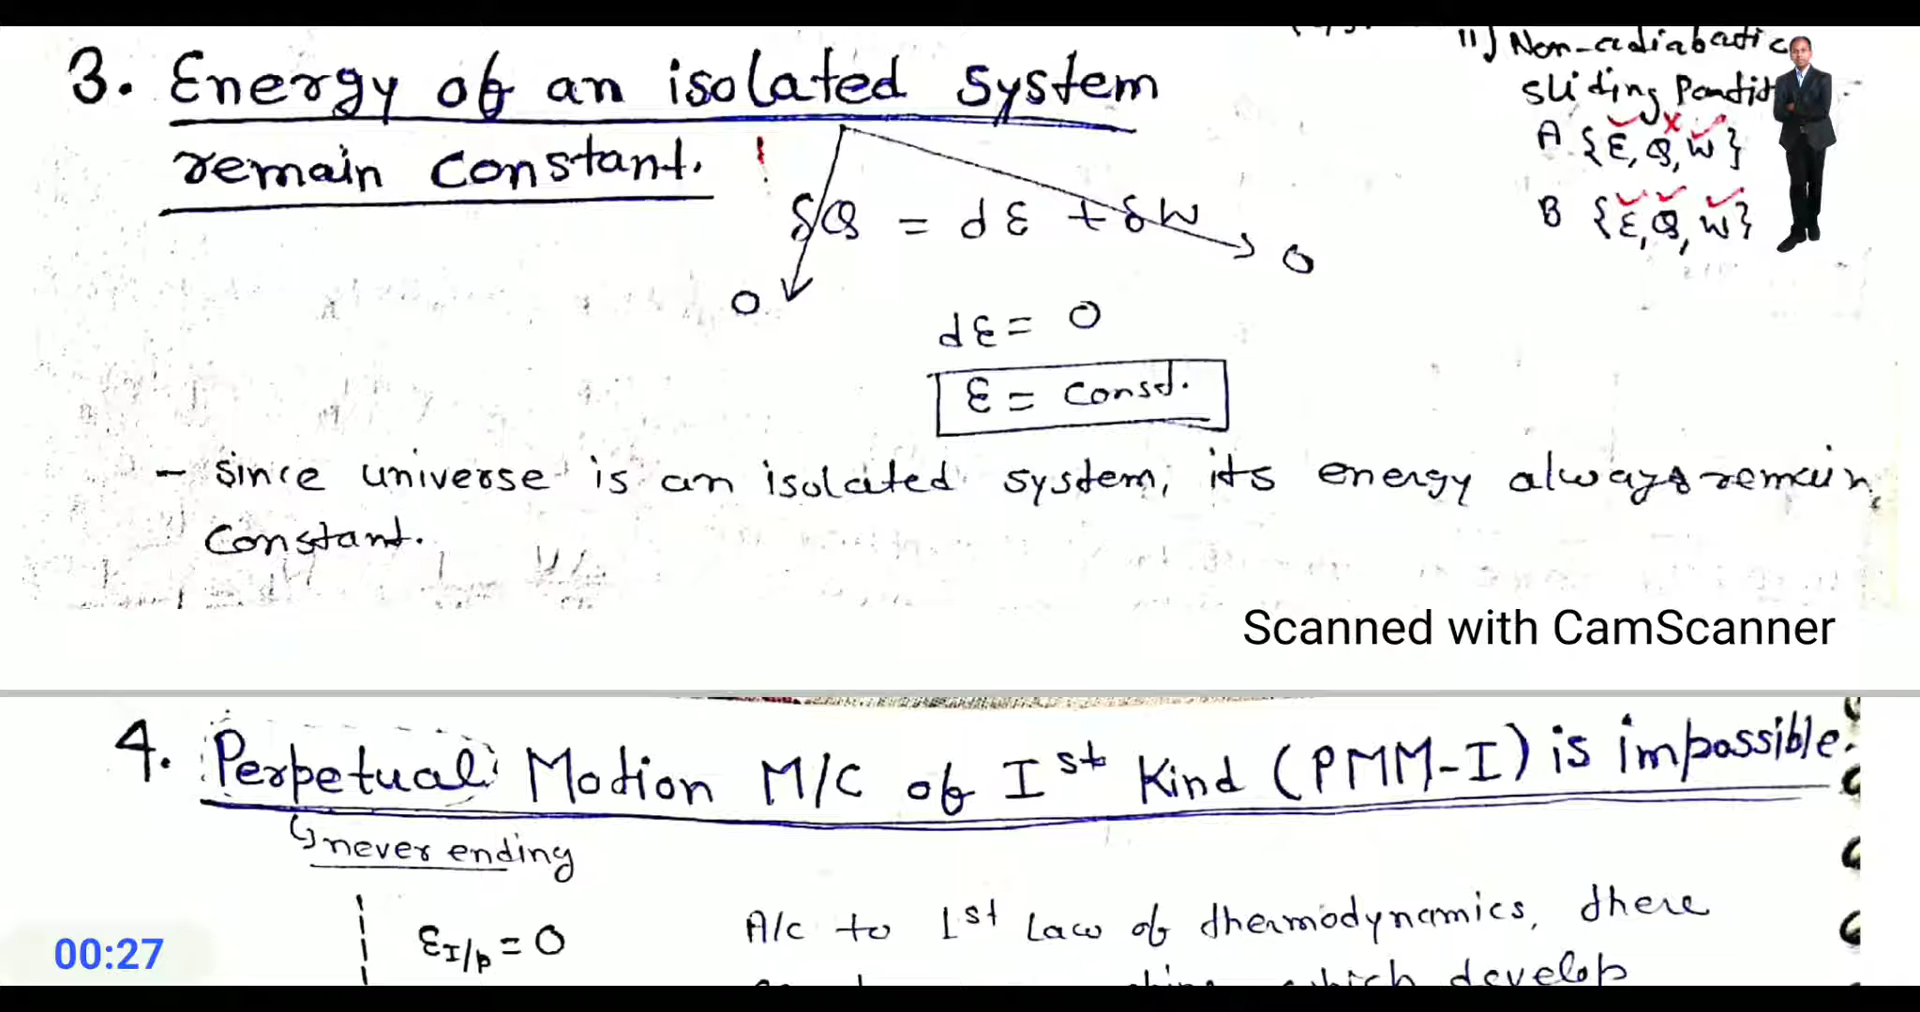 3. Energy of an isolated system
remain constant.
δQ = dE + δW
0
0
dE = 0
E = const.
ii) Non-adiabatic
sliding
A {E, Q, W}
B {E, Q, W}
- since universe is an isolated system, its energy always remain
constant.
Scanned with CamScanner
4. Perpetual Motion M/C of Ist Kind (PMM-I) is impossible.
↳ never ending
EI/p = 0
A/c to 1st Law of thermodynamics, there
which develop
00:27